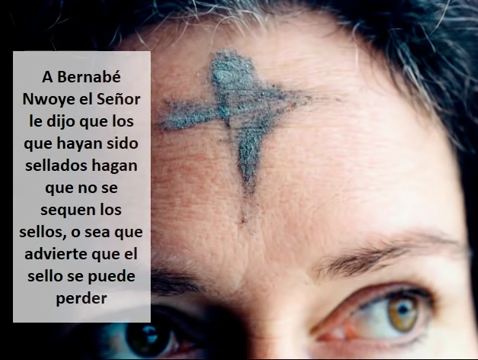 A Bernabé
Nwoye el Señor
le dijo que los
que hayan sido
sellados hagan
que no se
sequen los
sellos, o sea que
advierte que el
sello se puede
perder